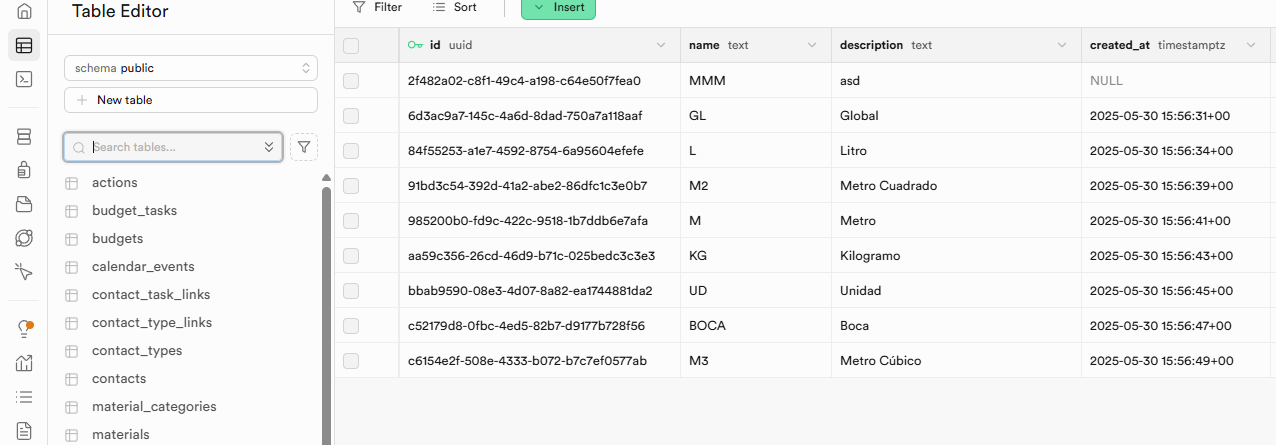 Table Editor
schema public
New table
Search tables...
actions
budget_tasks
budgets
calendar_events
contact_task_links
contact_type_links
contact_types
contacts
material_categories
materials
Filter Sort Insert
id uuid name text description text created_at timestamptz
2f482a02-c8f1-49c4-a198-c64e50f7fea0 MMM asd NULL
6d3ac9a7-145c-4a6d-8dad-750a7a118aaf GL Global 2025-05-30 15:56:31+00
84f55253-a1e7-4592-8754-6a95604efefe L Litro 2025-05-30 15:56:34+00
91bd3c54-392d-41a2-abe2-86dfc1c3e0b7 M2 Metro Cuadrado 2025-05-30 15:56:39+00
985200b0-fd9c-422c-9518-1b7ddb6e7afa M Metro 2025-05-30 15:56:41+00
aa59c356-26cd-46d9-b71c-025bedc3c3e3 KG Kilogramo 2025-05-30 15:56:43+00
bbab9590-08e3-4d07-8a82-ea1744881da2 UD Unidad 2025-05-30 15:56:45+00
c52179d8-0fbc-4ed5-82b7-d9177b728f56 BOCA Boca 2025-05-30 15:56:47+00
c6154e2f-508e-4333-b072-b7c7ef0577ab M3 Metro Cúbico 2025-05-30 15:56:49+00